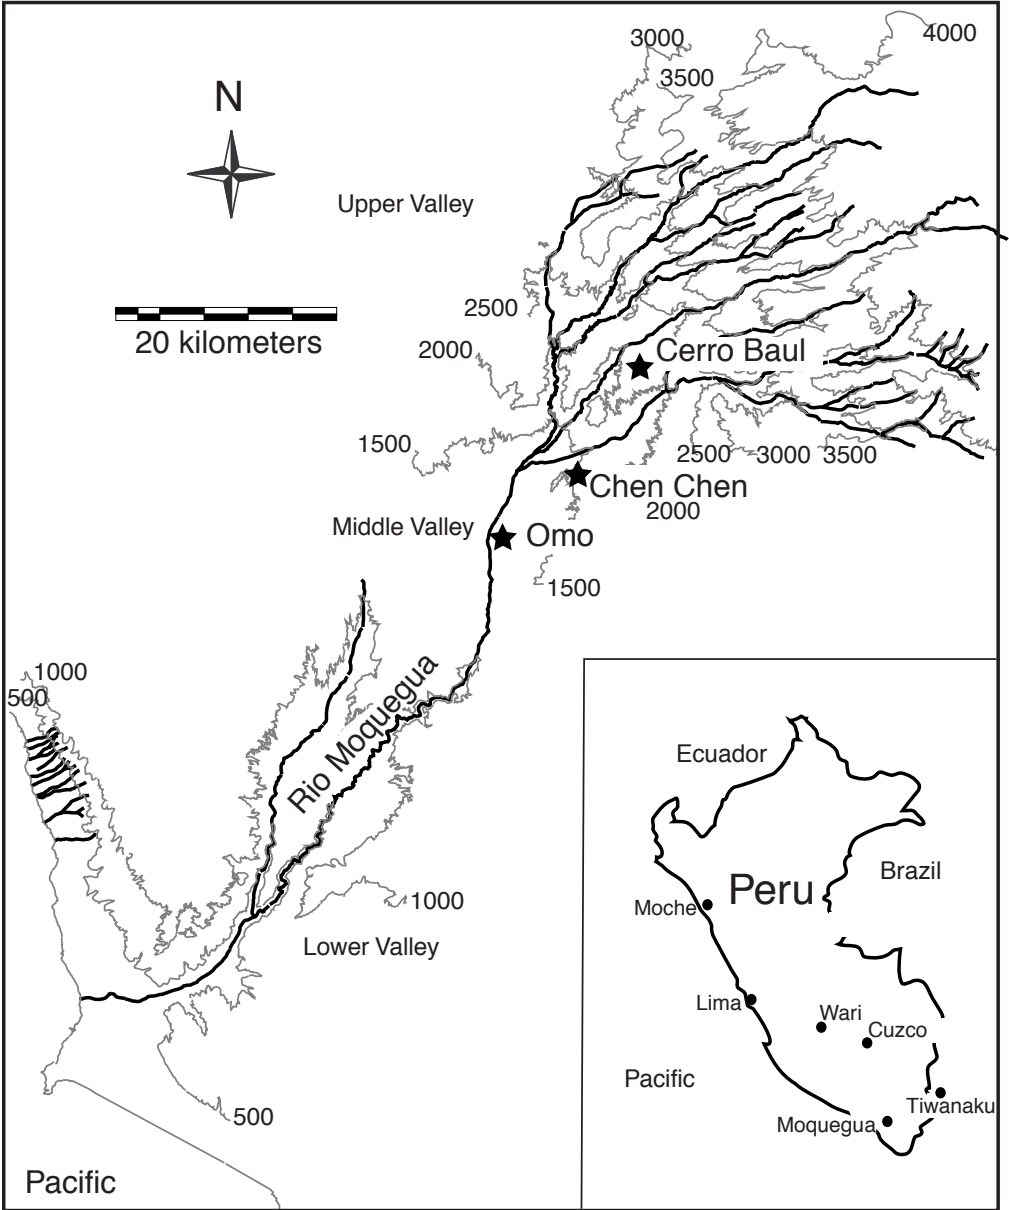 4000
3000
3500
N
Upper Valley
2500
20 kilometers
2000
Cerro Baul
1500
2500
3000
3500
Chen Chen
2000
Middle Valley
Omo
1500
1000
500
Rio Moquegua
1000
Lower Valley
500
Pacific
Ecuador
Brazil
Peru
Moche
Lima
Wari
Cuzco
Pacific
Tiwanaku
Moquegua